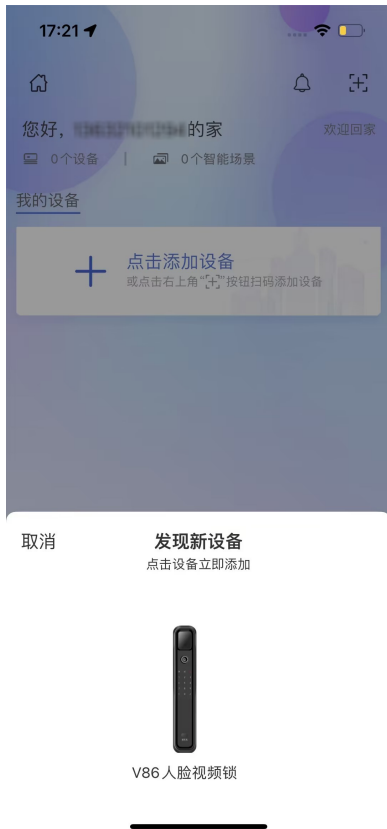 17:21
您好，
的家
欢迎回家
0个设备 | 0个智能场景
我的设备
点击添加设备
或点击右上角“[+]”按钮扫码添加设备
取消
发现新设备
点击设备立即添加
V86人脸视频锁